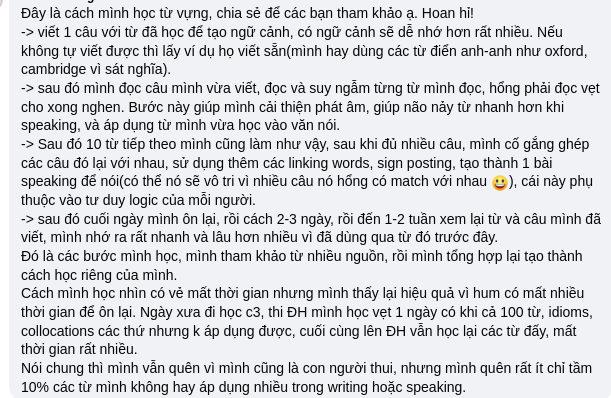 Đây là cách mình học từ vựng, chia sẻ để các bạn tham khảo ạ. Hoan hỉ!
-> viết 1 câu với từ đã học để tạo ngữ cảnh, có ngữ cảnh sẽ dễ nhớ hơn rất nhiều. Nếu
không tự viết được thì lấy ví dụ họ viết sẵn(mình hay dùng các từ điển anh-anh như oxford,
cambridge vì sát nghĩa).
-> sau đó mình đọc câu mình vừa viết, đọc và suy ngẫm từng từ mình đọc, hổng phải đọc vẹt
cho xong nghen. Bước này giúp mình cải thiện phát âm, giúp não nảy từ nhanh hơn khi
speaking, và áp dụng từ mình vừa học vào văn nói.
-> Sau đó 10 từ tiếp theo mình cũng làm như vậy, sau khi đủ nhiều câu, mình cố gắng ghép
các câu đó lại với nhau, sử dụng thêm các linking words, sign posting, tạo thành 1 bài
speaking để nói(có thể nó sẽ vô tri vì nhiều câu nó hổng có match với nhau 😀), cái này phụ
thuộc vào tư duy logic của mỗi người.
-> sau đó cuối ngày mình ôn lại, rồi cách 2-3 ngày, rồi đến 1-2 tuần xem lại từ và câu mình đã
viết, mình nhớ ra rất nhanh và lâu hơn nhiều vì đã dùng qua từ đó trước đây.
Đó là các bước mình học, mình tham khảo từ nhiều nguồn, rồi mình tổng hợp lại tạo thành
cách học riêng của mình.
Cách mình học nhìn có vẻ mất thời gian nhưng mình thấy lại hiệu quả vì hum có mất nhiều
thời gian để ôn lại. Ngày xưa đi học c3, thi ĐH mình học vẹt 1 ngày có khi cả 100 từ, idioms,
collocations các thứ nhưng k áp dụng được, cuối cùng lên ĐH vẫn học lại các từ đấy, mất
thời gian rất nhiều.
Nói chung thì mình vẫn quên vì mình cũng là con người thui, nhưng mình quên rất ít chỉ tầm
10% các từ mình không hay áp dụng nhiều trong writing hoặc speaking.